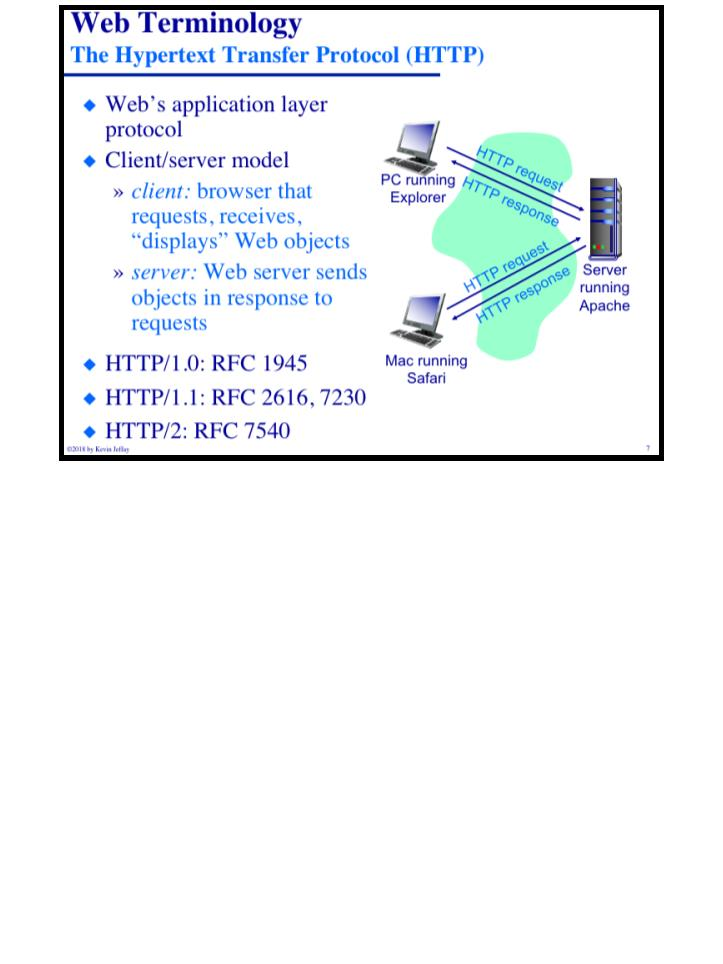 Web Terminology
The Hypertext Transfer Protocol (HTTP)
◆ Web’s application layer
protocol
◆ Client/server model
» client: browser that
requests, receives,
“displays” Web objects
» server: Web server sends
objects in response to
requests
◆ HTTP/1.0: RFC 1945
◆ HTTP/1.1: RFC 2616, 7230
◆ HTTP/2: RFC 7540
PC running
Explorer
HTTP request
HTTP response
HTTP request
HTTP response
Server
running
Apache
Mac running
Safari
©2018 by Kevin Jeffay
7